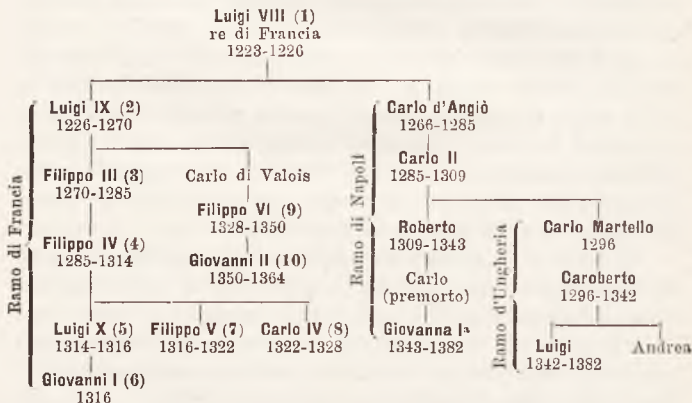 Luigi VIII (1)
re di Francia
1223-1226
Luigi IX (2)
1226-1270
Carlo d'Angiò
1266-1285
Carlo II
1285-1309
Filippo III (3)
1270-1285
Carlo di Valois
Filippo VI (9)
1328-1350
Giovanni II (10)
1350-1364
Filippo IV (4)
1285-1314
Roberto
1309-1343
Carlo Martello
1296
Carlo
(premorto)
Caroberto
1296-1342
Luigi X (5)
1314-1316
Filippo V (7)
1316-1322
Carlo IV (8)
1322-1328
Giovanna Iª
1343-1382
Luigi
1342-1382
Andrea
Giovanni I (6)
1316
Ramo di Francia
Ramo di Napoli
Ramo d'Ungheria